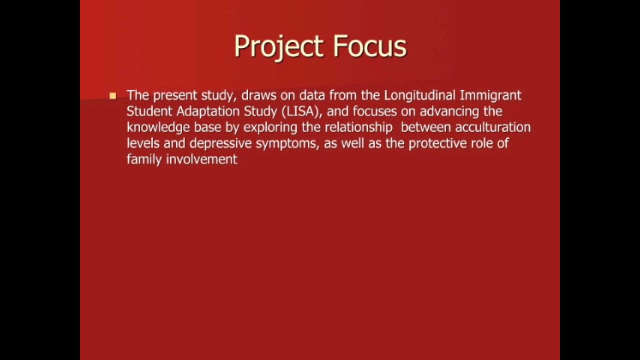 Project Focus
The present study, draws on data from the Longitudinal Immigrant
Student Adaptation Study (LISA), and focuses on advancing the
knowledge base by exploring the relationship between acculturation
levels and depressive symptoms, as well as the protective role of
family involvement